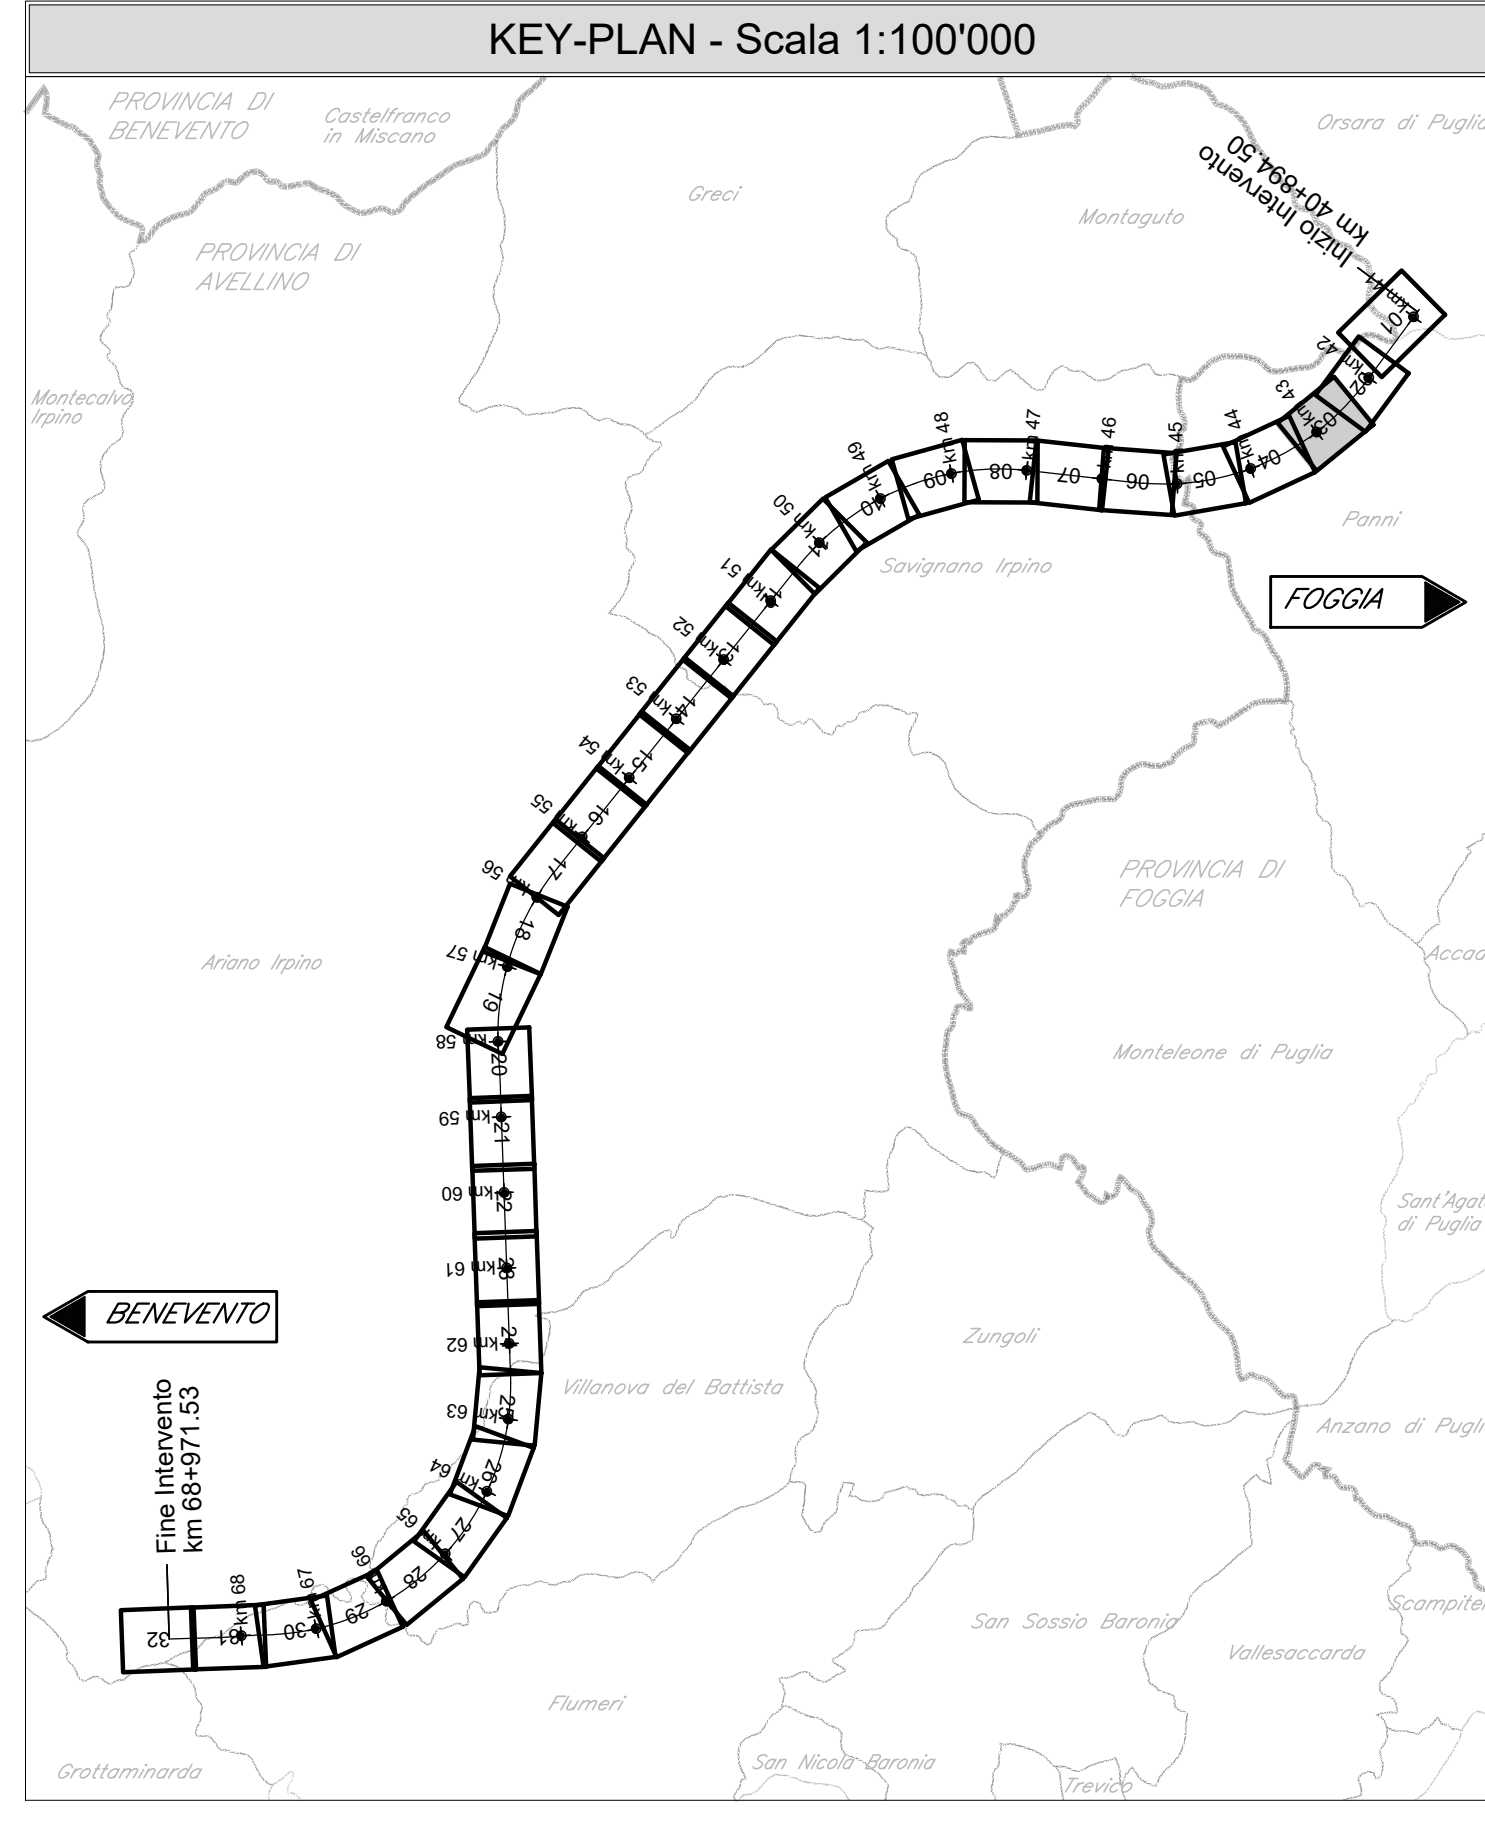 KEY-PLAN - Scala 1:100'000
PROVINCIA DI
BENEVENTO
Castelfranco
in Miscano
Orsara di Puglia
Greci
Montaguto
Inizio Intervento
km 40+894.50
PROVINCIA DI
AVELLINO
km 41
01
km 42
02
km 43
03
Montecalvo
Irpino
km 44
04
km 45
05
km 46
06
km 47
07
08
km 48
09
km 49
10
km 50
11
Panni
Savignano Irpino
FOGGIA
km 51
12
km 52
13
km 53
14
km 54
15
km 55
16
km 56
17
PROVINCIA DI
FOGGIA
18
km 57
19
Ariano Irpino
Accad
km 58
20
Monteleone di Puglia
km 59
21
km 60
22
Sant'Agat
di Puglia
km 61
23
BENEVENTO
km 62
24
Zungoli
Villanova del Battista
km 63
25
Anzano di Pugli
Fine Intervento
km 68+971.53
km 64
26
km 65
27
km 66
28
km 67
29
km 68
30
31
32
Scampitel
San Sossio Baronia
Vallesaccarda
Flumeri
San Nicola Baronia
Trevico
Grottaminarda